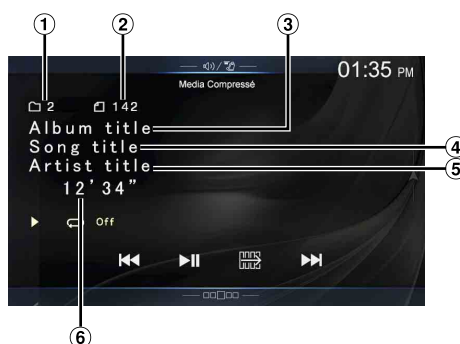 1 2 3
01:35 PM
Media Compressé
2 142
Album title
Song title 4
Artist title 5
12'34"
Off
6